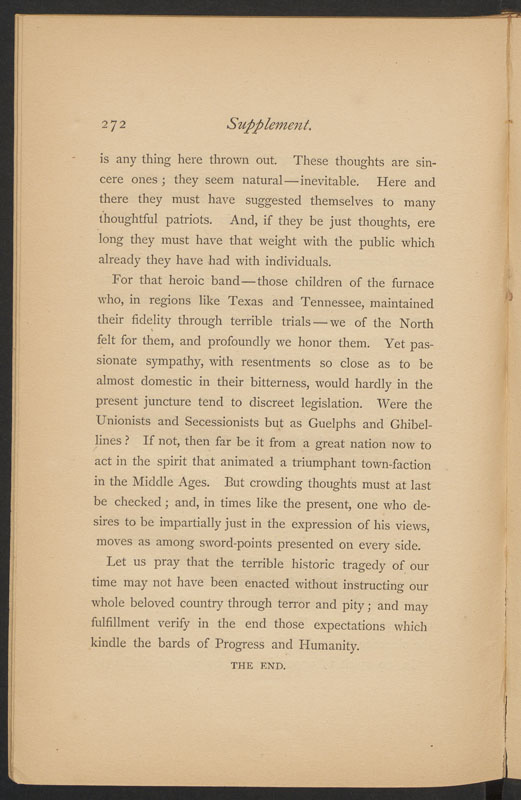 272 Supplement.
is any thing here thrown out. These thoughts are sin-
cere ones ; they seem natural—inevitable. Here and
there they must have suggested themselves to many
thoughtful patriots. And, if they be just thoughts, ere
long they must have that weight with the public which
already they have had with individuals.
For that heroic band—those children of the furnace
who, in regions like Texas and Tennessee, maintained
their fidelity through terrible trials—we of the North
felt for them, and profoundly we honor them. Yet pas-
sionate sympathy, with resentments so close as to be
almost domestic in their bitterness, would hardly in the
present juncture tend to discreet legislation. Were the
Unionists and Secessionists but as Guelphs and Ghibel-
lines ? If not, then far be it from a great nation now to
act in the spirit that animated a triumphant town-faction
in the Middle Ages. But crowding thoughts must at last
be checked ; and, in times like the present, one who de-
sires to be impartially just in the expression of his views,
moves as among sword-points presented on every side.
Let us pray that the terrible historic tragedy of our
time may not have been enacted without instructing our
whole beloved country through terror and pity ; and may
fulfillment verify in the end those expectations which
kindle the bards of Progress and Humanity.
THE END.